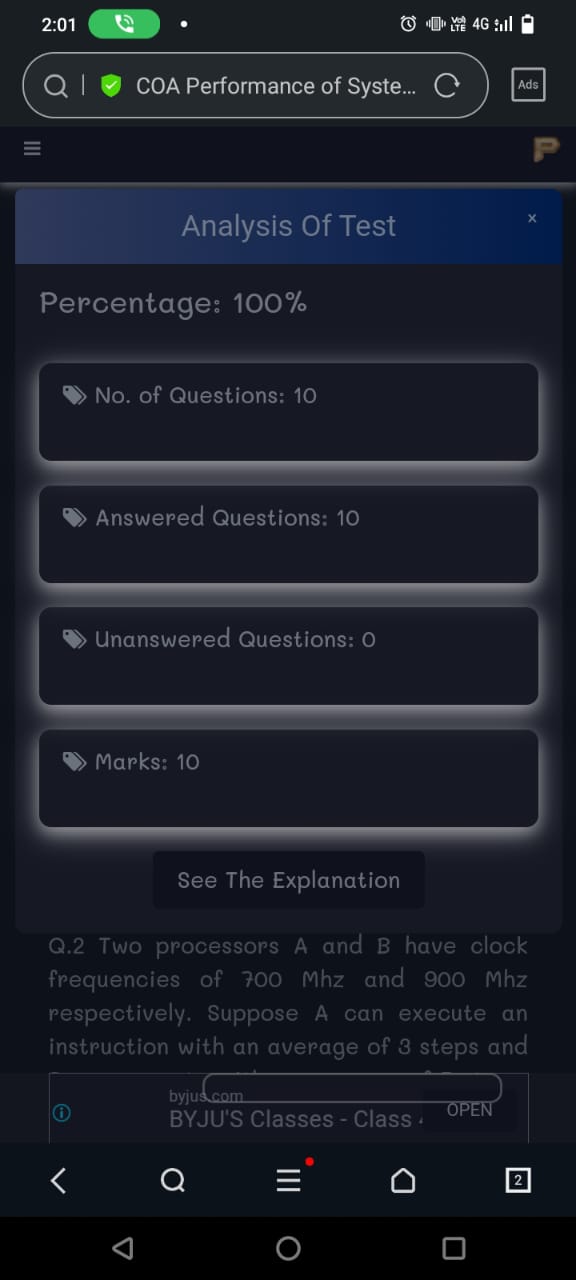 2:01
Vo) LTE 4G
COA Performance of Syste...
Ads
P
Analysis Of Test
×
Percentage: 100%
No. of Questions: 10
Answered Questions: 10
Unanswered Questions: 0
Marks: 10
See The Explanation
Q.2 Two processors A and B have clock
frequencies of 700 Mhz and 900 Mhz
respectively. Suppose A can execute an
instruction with an average of 3 steps and
byjus.com
BYJU'S Classes - Class
OPEN
2